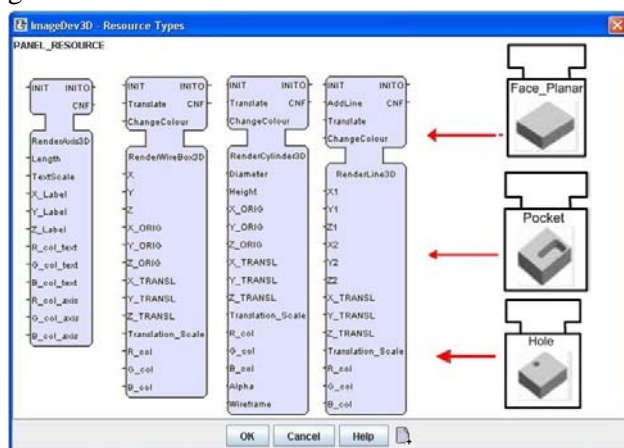 ImageDev3D - Resource Types
PANEL_RESOURCE
INIT INITO
CNF
RenderAxis3D
Length
TextScale
X_Label
Y_Label
Z_Label
R_col_text
G_col_text
B_col_text
R_col_axis
G_col_axis
B_col_axis
INIT INITO
Translate CNF
ChangeColour
RenderWireBox3D
X
Y
Z
X_ORIG
Y_ORIG
Z_ORIG
X_TRANSL
Y_TRANSL
Z_TRANSL
Translation_Scale
R_col
G_col
B_col
INIT INITO
Translate CNF
ChangeColour
RenderCylinder3D
Diameter
Height
X_ORIG
Y_ORIG
Z_ORIG
X_TRANSL
Y_TRANSL
Z_TRANSL
Translation_Scale
R_col
G_col
B_col
Alpha
Wireframe
INIT INITO
AddLine CNF
Translate
ChangeColour
RenderLine3D
X1
Y1
Z1
X2
Y2
Z2
X_TRANSL
Y_TRANSL
Z_TRANSL
Translation_Scale
R_col
G_col
B_col
Face_Planar
Pocket
Hole
OK Cancel Help